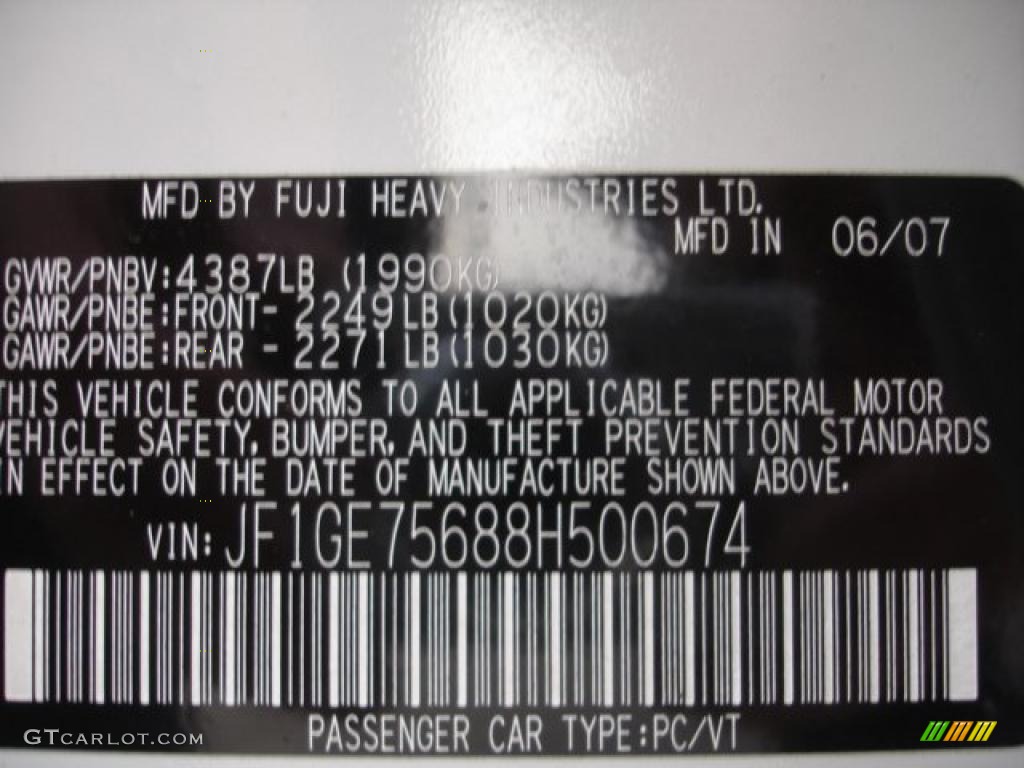 MFD BY FUJI HEAVY INDUSTRIES LTD.
MFD IN 06/07
GVWR/PNBV:4387LB (1990KG)
GAWR/PNBE:FRONT- 2249LB(1020KG)
GAWR/PNBE:REAR - 2271LB(1030KG)
THIS VEHICLE CONFORMS TO ALL APPLICABLE FEDERAL MOTOR
VEHICLE SAFETY, BUMPER, AND THEFT PREVENTION STANDARDS
IN EFFECT ON THE DATE OF MANUFACTURE SHOWN ABOVE.
VIN: JF1GE75688H500674
PASSENGER CAR TYPE:PC/VT
GTCARLOT.COM